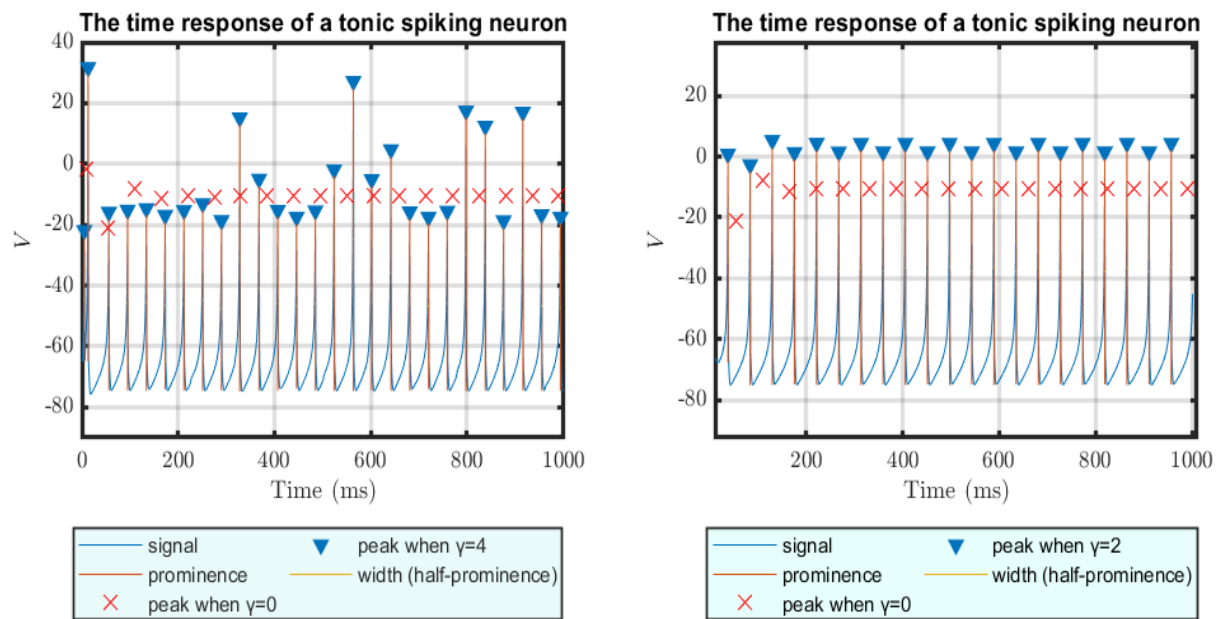 The time response of a tonic spiking neuron
40
20
0
-20
-40
-60
-80
V
0 200 400 600 800 1000
Time (ms)
signal
prominence
peak when γ=0
peak when γ=4
width (half-prominence)
The time response of a tonic spiking neuron
20
0
-20
-40
-60
-80
V
200 400 600 800 1000
Time (ms)
signal
prominence
peak when γ=0
peak when γ=2
width (half-prominence)